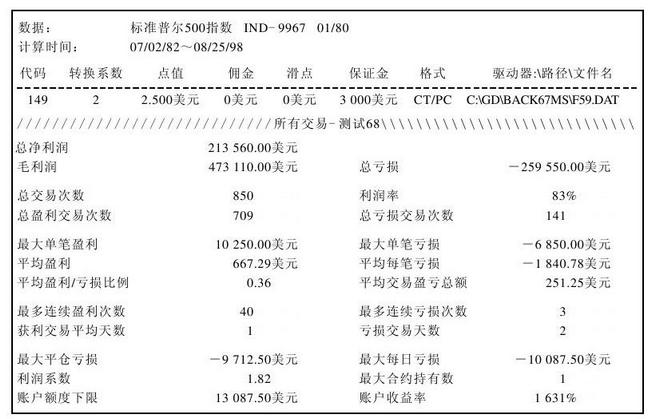 数据: 标准普尔500指数 IND-9967 01/80
计算时间: 07/02/82～08/25/98
代码 转换系数 点值 佣金 滑点 保证金 格式 驱动器:\路径\文件名
149 2 2.500美元 0美元 0美元 3 000美元 CT/PC C:\GD\BACK67MS\F59.DAT
/////////////////////////////所有交易-测试68\\\\\\\\\\\\\\\\\\\\\\\\\\\\\
总净利润 213 560.00美元
毛利润 473 110.00美元 总亏损 －259 550.00美元
总交易次数 850 利润率 83%
总盈利交易次数 709 总亏损交易次数 141
最大单笔盈利 10 250.00美元 最大单笔亏损 －6 850.00美元
平均盈利 667.29美元 平均每笔亏损 －1 840.78美元
平均盈利/亏损比例 0.36 平均交易盈亏总额 251.25美元
最多连续盈利次数 40 最多连续亏损次数 3
获利交易平均天数 1 亏损交易天数 2
最大平仓亏损 －9 712.50美元 最大每日亏损 －10 087.50美元
利润系数 1.82 最大合约持有数 1
账户额度下限 13 087.50美元 账户收益率 1 631%